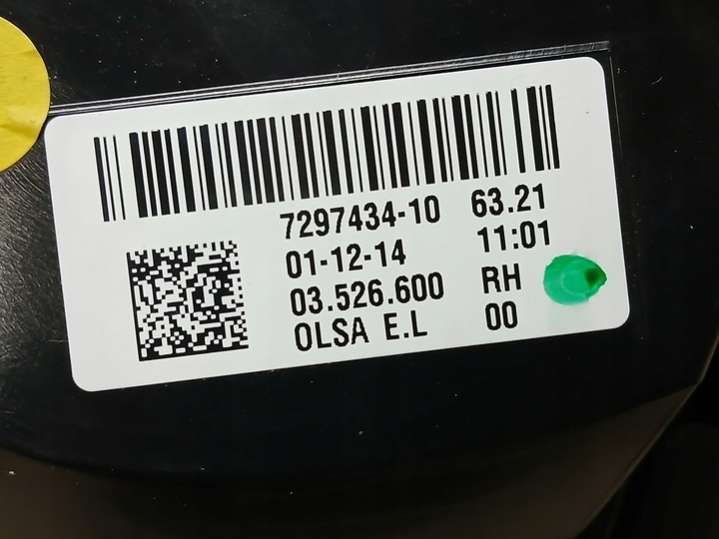 7297434-10 63.21
01-12-14 11:01
03.526.600 RH
OLSA E.L 00